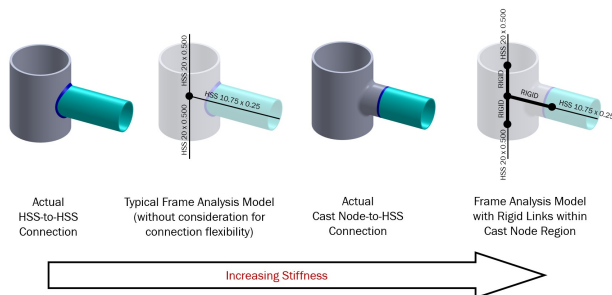 HSS 20 x 0.500
HSS 10.75 x 0.25
HSS 20 x 0.500
HSS 20 x 0.500
RIGID
RIGID
HSS 10.75 x 0.25
RIGID
HSS 20 x 0.500
Actual
HSS-to-HSS
Connection
Typical Frame Analysis Model
(without consideration for
connection flexibility)
Actual
Cast Node-to-HSS
Connection
Frame Analysis Model
with Rigid Links within
Cast Node Region
Increasing Stiffness